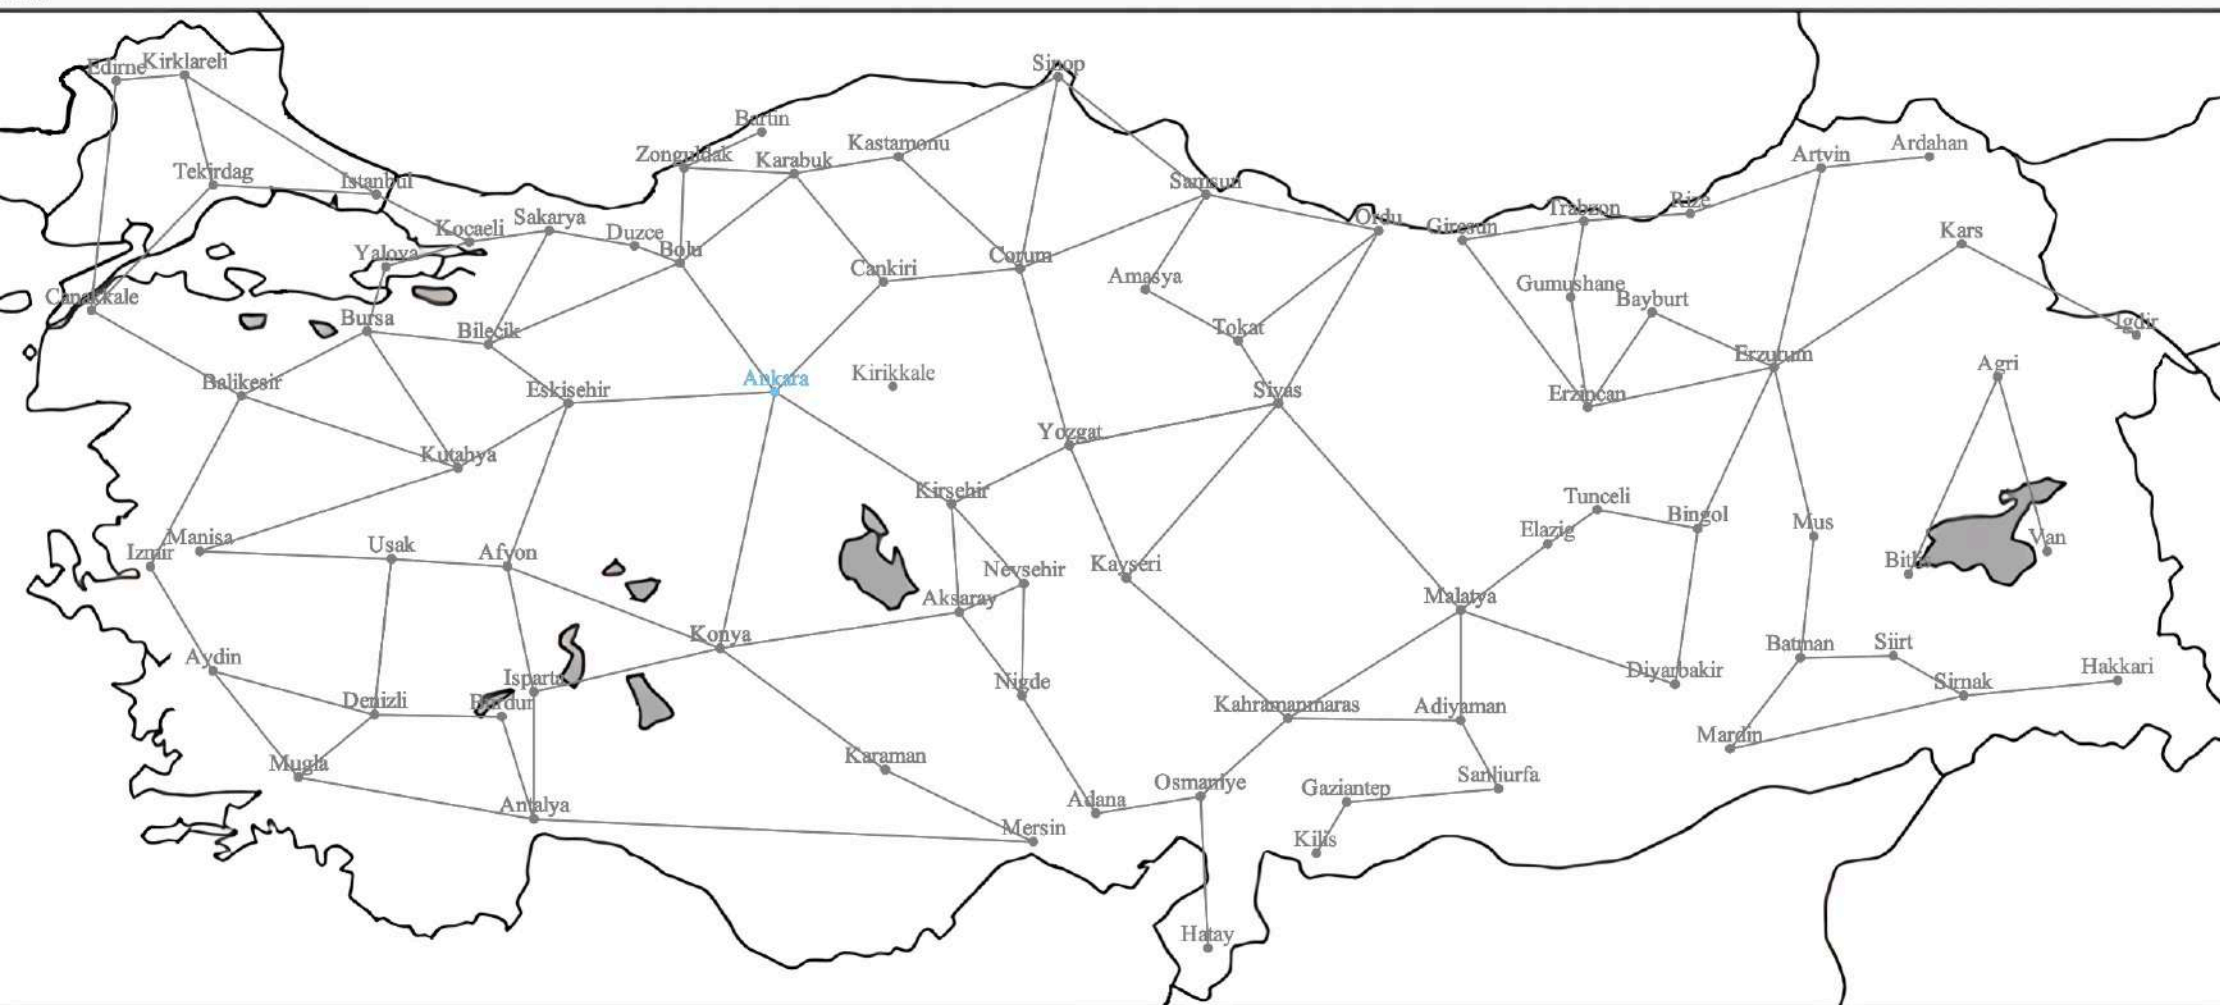 Edirne
Kirklareli
Sinop
Bartin
Kastamonu
Zonguldak
Karabuk
Artvin
Ardahan
Tekirdag
Istanbul
Samsun
Kocaeli
Sakarya
Duzce
Bolu
Ordu
Giresun
Trabzon
Rize
Kars
Yalova
Cankiri
Corum
Amasya
Gumushane
Bayburt
Canakkale
Bursa
Bilecik
Tokat
Igdir
Balikesir
Eskisehir
Ankara
Kirikkale
Sivas
Erzincan
Erzurum
Agri
Kutahya
Yozgat
Kirsehir
Tunceli
Elazig
Bingol
Mus
Izmir
Manisa
Usak
Afyon
Nevsehir
Kayseri
Van
Bitlis
Aksaray
Malatya
Konya
Batman
Siirt
Aydin
Isparta
Nigde
Diyarbakir
Sirnak
Hakkari
Denizli
Burdur
Kahramanmaras
Adiyaman
Mardin
Mugla
Karaman
Osmaniye
Gaziantep
Sanliurfa
Antalya
Adana
Mersin
Kilis
Hatay